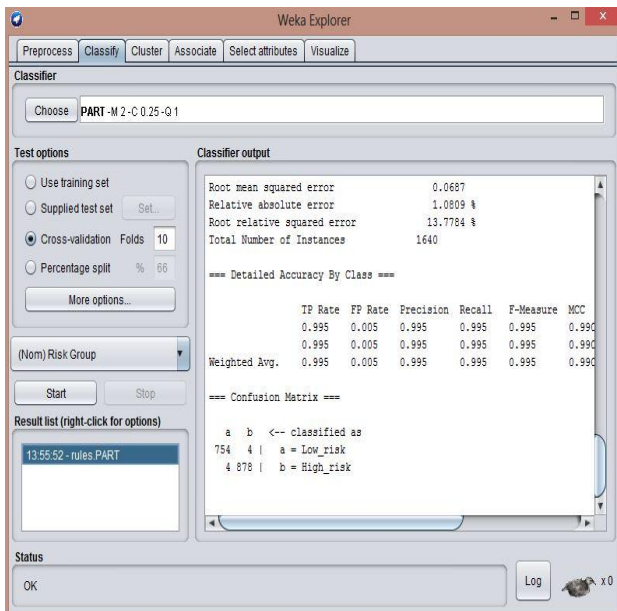 Weka Explorer
Preprocess Classify Cluster Associate Select attributes Visualize
Classifier
Choose PART -M 2 -C 0.25 -Q 1
Test options
Use training set
Supplied test set Set...
Cross-validation Folds 10
Percentage split % 66
More options...
(Nom) Risk Group
Start Stop
Result list (right-click for options)
13:55:52 - rules.PART
Classifier output
Root mean squared error 0.0687
Relative absolute error 1.0809 %
Root relative squared error 13.7784 %
Total Number of Instances 1640
=== Detailed Accuracy By Class ===
TP Rate FP Rate Precision Recall F-Measure MCC
0.995 0.005 0.995 0.995 0.995 0.990
0.995 0.005 0.995 0.995 0.995 0.990
Weighted Avg. 0.995 0.005 0.995 0.995 0.995 0.990
=== Confusion Matrix ===
a b <-- classified as
754 4 | a = Low_risk
4 878 | b = High_risk
Status
OK
Log
x 0